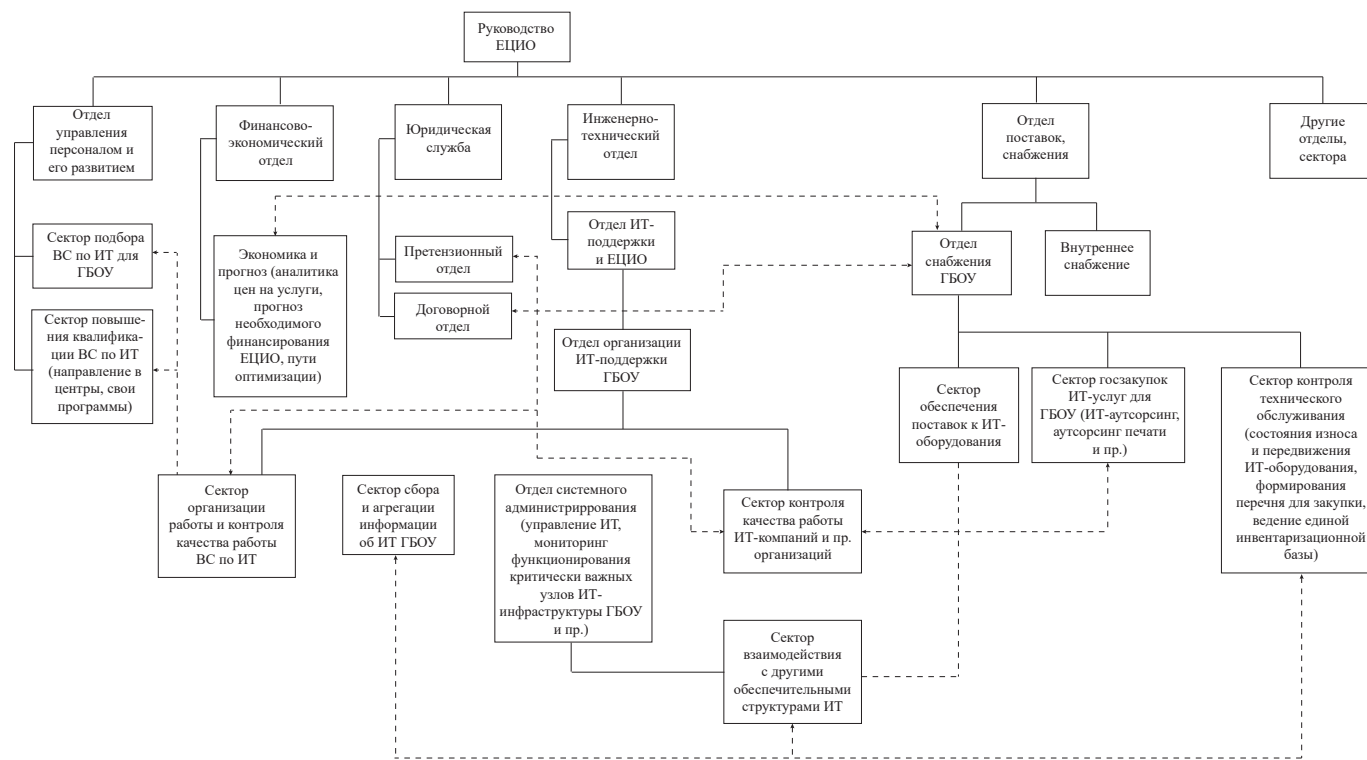 Руководство
ЕЦИО
Отдел
управления
персоналом и
его развитием
Финансово-
экономический
отдел
Юридическая
служба
Инженерно-
технический
отдел
Отдел
поставок,
снабжения
Другие
отделы,
сектора
Сектор подбора
ВС по ИТ для
ГБОУ
Экономика и
прогноз (аналитика
цен на услуги,
прогноз
необходимого
финансирования
ЕЦИО, пути
оптимизации)
Претензионный
отдел
Отдел ИТ-
поддержки
и ЕЦИО
Отдел
снабжения
ГБОУ
Внутреннее
снабжение
Договорной
отдел
Сектор повыше-
ния квалифика-
ции ВС по ИТ
(направление в
центры, свои
программы)
Отдел организации
ИТ-поддержки
ГБОУ
Сектор
обеспечения
поставок к ИТ-
оборудования
Сектор госзакупок
ИТ-услуг для
ГБОУ (ИТ-аутсорсинг,
аутсорсинг печати
и пр.)
Сектор контроля
технического
обслуживания
(состояния износа
и передвижения
ИТ-оборудования,
формирования
перечня для закупки,
ведение единой
инвентаризационной
базы)
Сектор
организации
работы и контроля
качества работы
ВС по ИТ
Сектор сбора
и агрегации
информации
об ИТ ГБОУ
Отдел системного
администррования
(управление ИТ,
мониторинг
функционирования
критически важных
узлов ИТ-
инфраструктуры ГБОУ
и пр.)
Сектор контроля
качества работы
ИТ-компаний и пр.
организаций
Сектор
взаимодействия
с другими
обеспечительными
структурами ИТ